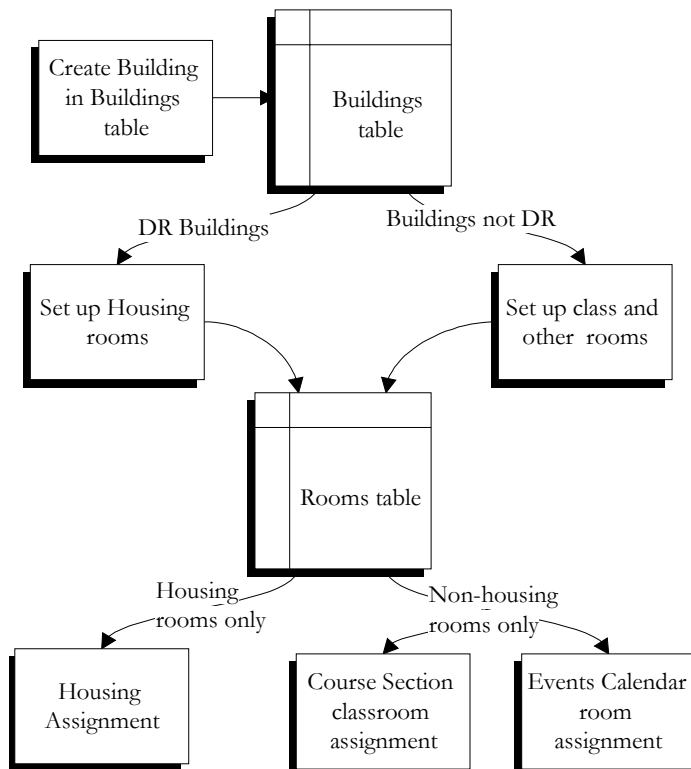 Create Building
in Buildings
table
Buildings
table
DR Buildings
Buildings not DR
Set up Housing
rooms
Set up class and
other rooms
Rooms table
Housing
rooms only
Non-housing
rooms only
Housing
Assignment
Course Section
classroom
assignment
Events Calendar
room
assignment